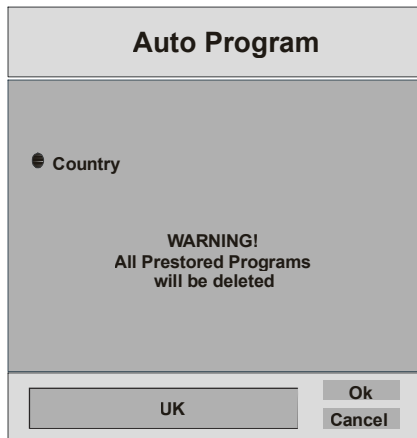 Auto Program
Country
WARNING!
All Prestored Programs
will be deleted
UK
Ok
Cancel